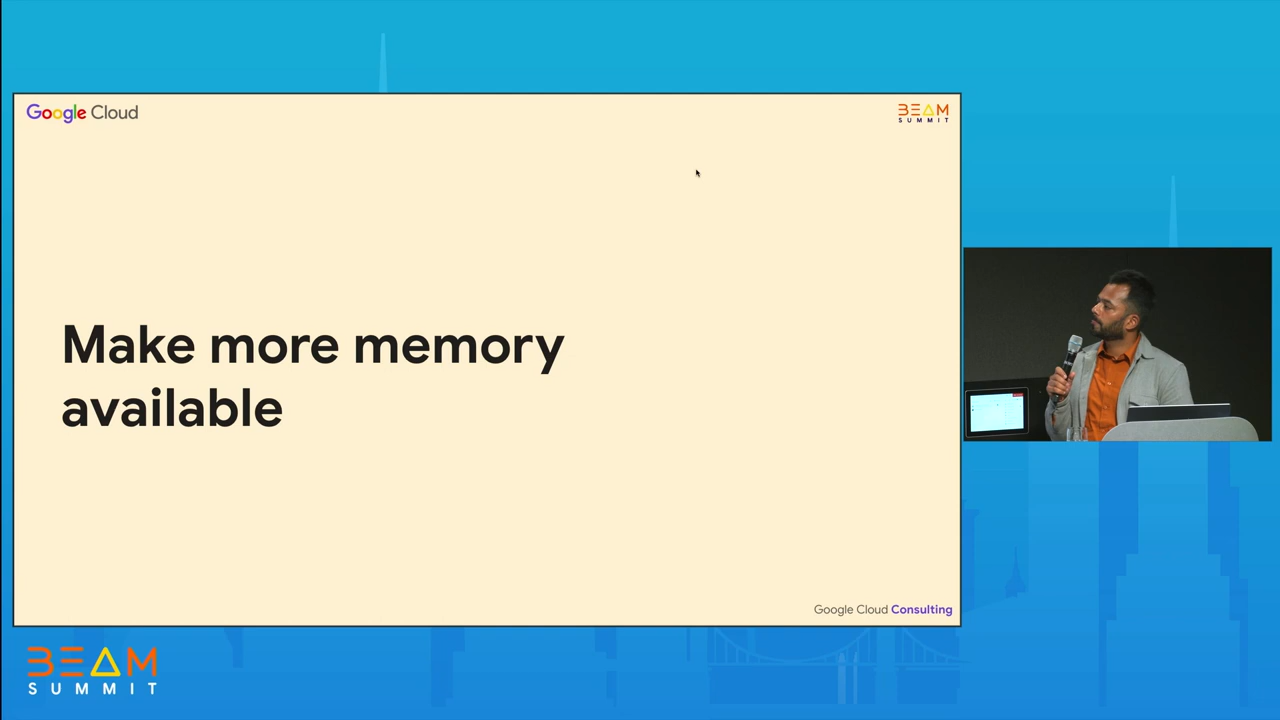 Google Cloud
BEAM
SUMMIT
Make more memory
available
Google Cloud Consulting
BEAM
SUMMIT